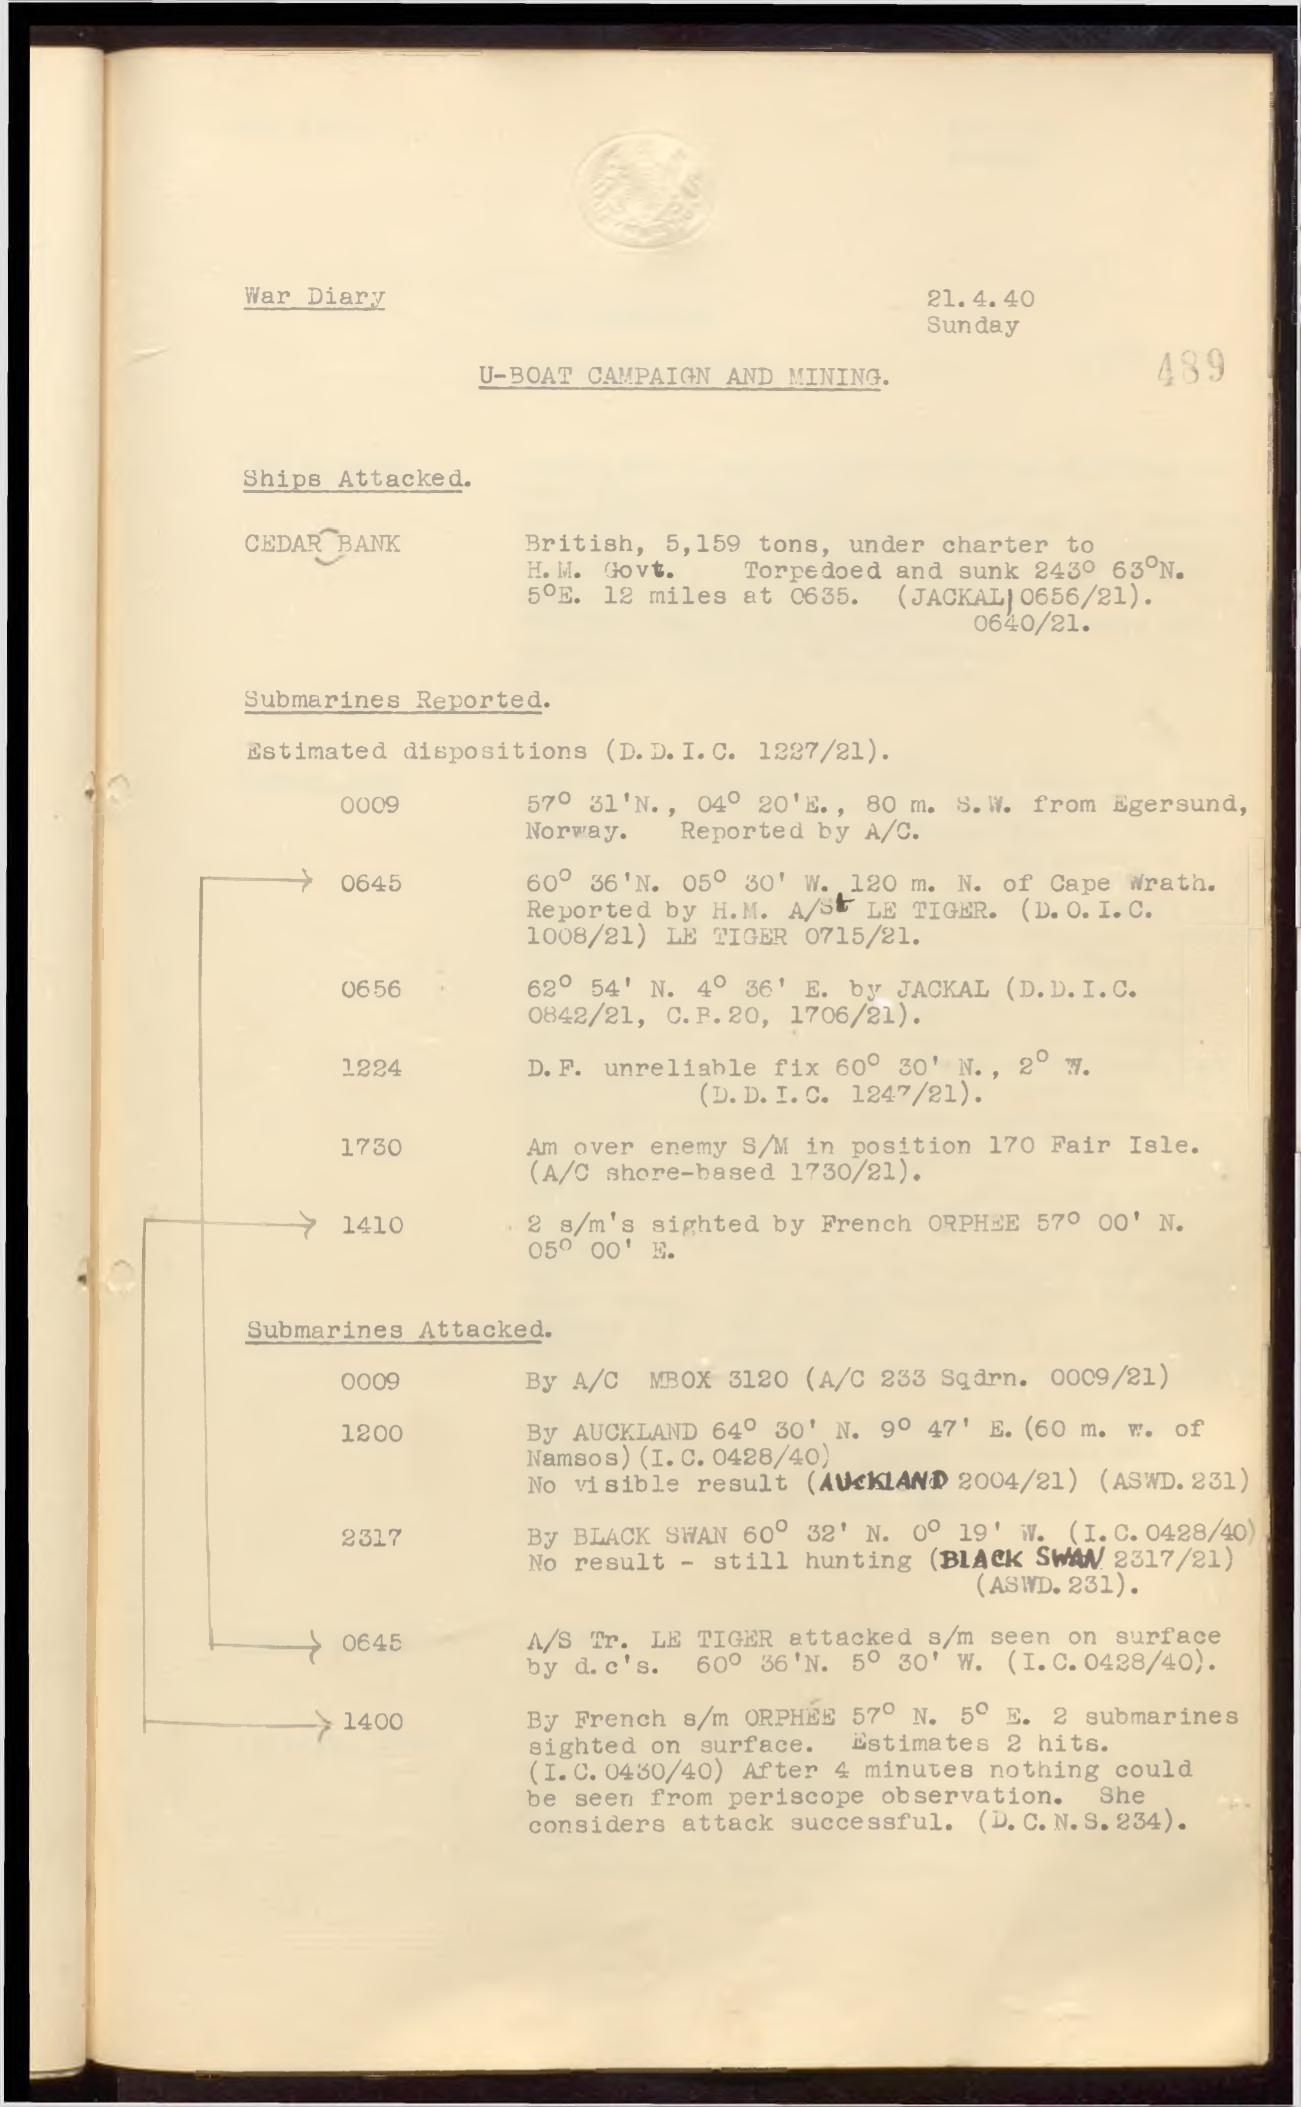 War Diary
21.4.40
Sunday
489
U-BOAT CAMPAIGN AND MINING.
Ships Attacked.
CEDAR BANK British, 5,159 tons, under charter to
H.M. Govt. Torpedoed and sunk 243° 63°N.
5°E. 12 miles at 0635. (JACKAL 0656/21).
0640/21.
Submarines Reported.
Estimated dispositions (D.D.I.C. 1227/21).
0009 57° 31'N., 04° 20'E., 80 m. S.W. from Egersund,
Norway. Reported by A/C.
0645 60° 36'N. 05° 30' W. 120 m. N. of Cape Wrath.
Reported by H.M. A/St LE TIGER. (D.O.I.C.
1008/21) LE TIGER 0715/21.
0656 62° 54' N. 4° 36' E. by JACKAL (D.D.I.C.
0842/21, C.P.20, 1706/21).
1224 D.F. unreliable fix 60° 30' N., 2° W.
(D.D.I.C. 1247/21).
1730 Am over enemy S/M in position 170 Fair Isle.
(A/C shore-based 1730/21).
1410 2 s/m's sighted by French ORPHEE 57° 00' N.
05° 00' E.
Submarines Attacked.
0009 By A/C MBOX 3120 (A/C 233 Sqdrn. 0009/21)
1200 By AUCKLAND 64° 30' N. 9° 47' E. (60 m. w. of
Namsos) (I.C.0428/40)
No visible result (AUCKLAND 2004/21) (ASWD.231)
2317 By BLACK SWAN 60° 32' N. 0° 19' W. (I.C.0428/40)
No result - still hunting (BLACK SWAN 2317/21)
(ASWD.231).
0645 A/S Tr. LE TIGER attacked s/m seen on surface
by d.c's. 60° 36'N. 5° 30' W. (I.C.0428/40).
1400 By French s/m ORPHÉE 57° N. 5° E. 2 submarines
sighted on surface. Estimates 2 hits.
(I.C.0430/40) After 4 minutes nothing could
be seen from periscope observation. She
considers attack successful. (D.C.N.S.234).